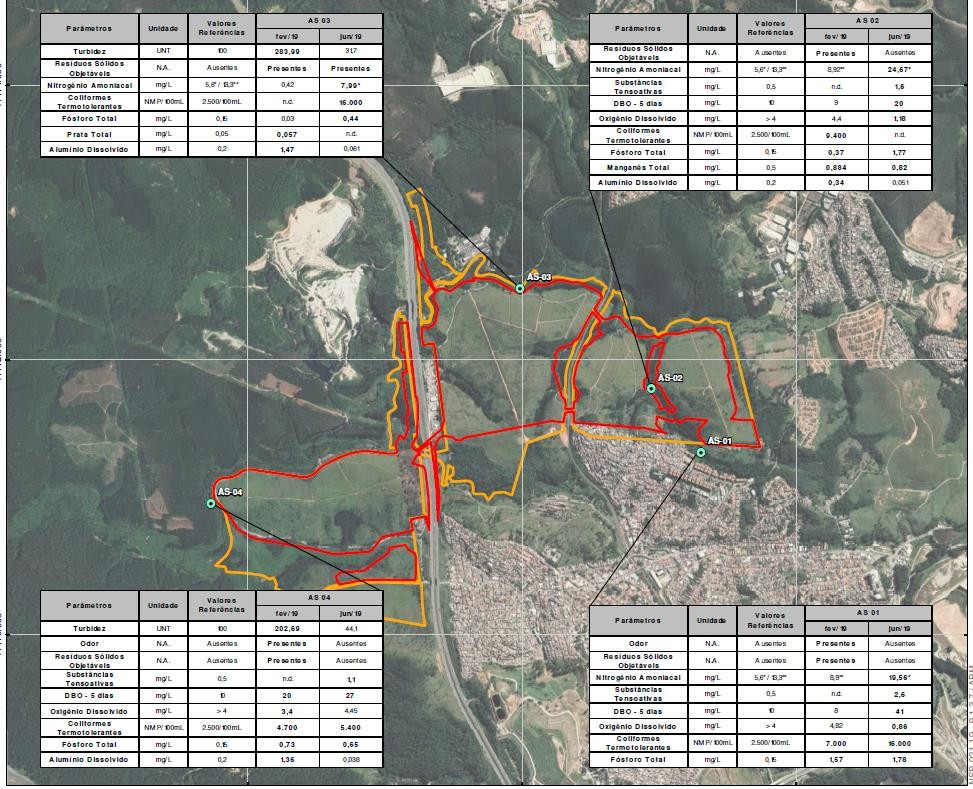 Parâmetros Unidade Valores Referências AS 03
fev/19 jun/19
Turbidez UNT 100 283,99 31,7
Resíduos Sólidos Objetáveis N.A. Ausentes Presentes Presentes
Nitrogênio Amoniacal mg/L 5,6* / 13,3** 0,42 7,99*
Coliformes Termotolerantes NMP/100mL 2.500/100mL n.d. 16.000
Fósforo Total mg/L 0,15 0,03 0,44
Prata Total mg/L 0,05 0,057 n.d.
Alumínio Dissolvido mg/L 0,2 1,47 0,061
Parâmetros Unidade Valores Referências AS 02
fev/19 jun/19
Resíduos Sólidos Objetáveis N.A. Ausentes Presentes Ausentes
Nitrogênio Amoniacal mg/L 5,6* / 13,3** 8,92** 24,67*
Substâncias Tensoativas mg/L 0,5 n.d. 1,6
DBO - 5 dias mg/L 10 9 20
Oxigênio Dissolvido mg/L > 4 4,4 1,18
Coliformes Termotolerantes NMP/100mL 2.500/100mL 9.400 n.d.
Fósforo Total mg/L 0,15 0,37 1,77
Manganês Total mg/L 0,5 0,884 0,82
Alumínio Dissolvido mg/L 0,2 0,34 0,051
AS-03
AS-02
AS-01
AS-04
Parâmetros Unidade Valores Referências AS 04
fev/19 jun/19
Turbidez UNT 100 202,69 44,1
Odor N.A. Ausentes Presentes Ausentes
Resíduos Sólidos Objetáveis N.A. Ausentes Presentes Ausentes
Substâncias Tensoativas mg/L 0,5 n.d. 1,1
DBO - 5 dias mg/L 10 20 27
Oxigênio Dissolvido mg/L > 4 3,4 4,45
Coliformes Termotolerantes NMP/100mL 2.500/100mL 4.700 5.400
Fósforo Total mg/L 0,15 0,73 0,65
Alumínio Dissolvido mg/L 0,2 1,36 0,038
Parâmetros Unidade Valores Referências AS 01
fev/19 jun/19
Odor N.A. Ausentes Presentes Ausentes
Resíduos Sólidos Objetáveis N.A. Ausentes Presentes Ausentes
Nitrogênio Amoniacal mg/L 5,6* / 13,3** 8,9** 19,56*
Substâncias Tensoativas mg/L 0,5 n.d. 2,6
DBO - 5 dias mg/L 10 8 41
Oxigênio Dissolvido mg/L > 4 4,82 0,86
Coliformes Termotolerantes NMP/100mL 2.500/100mL 7.000 16.000
Fósforo Total mg/L 0,15 1,57 1,78